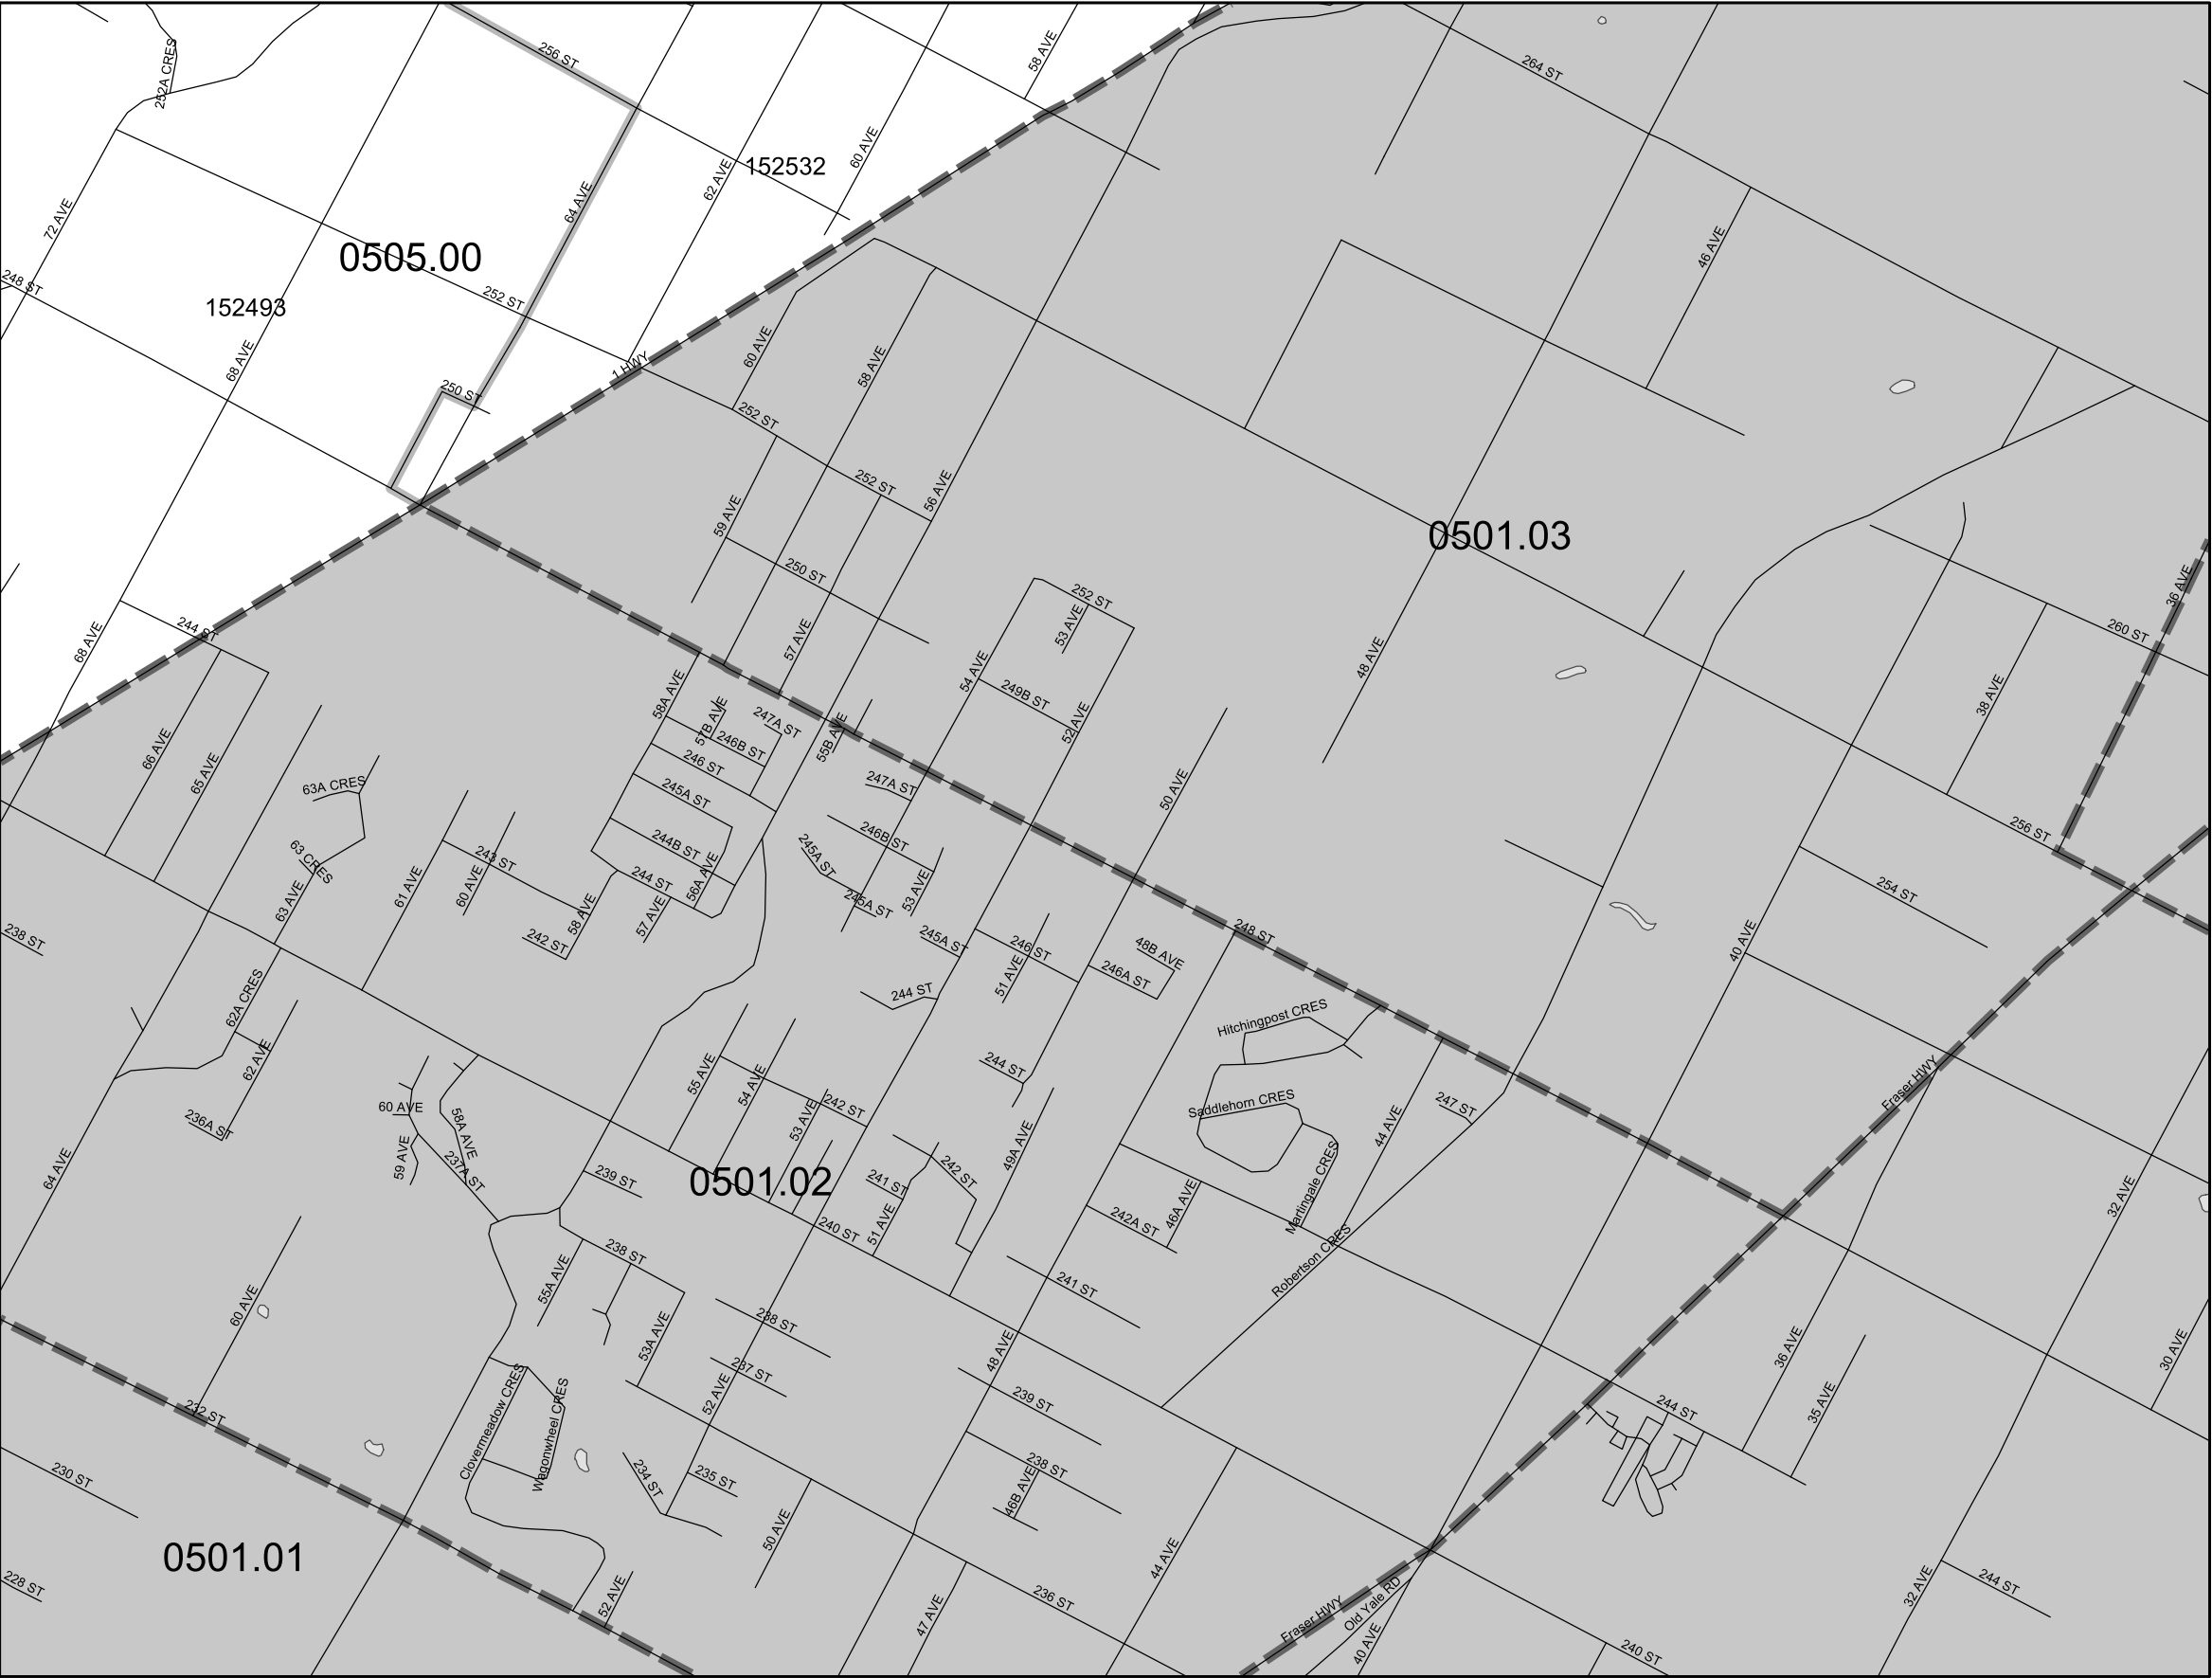 256 ST
58 AVE
264 ST
252A CRES
152532
60 AVE
62 AVE
64 AVE
72 AVE
46 AVE
0505.00
248 ST
252 ST
152493
68 AVE
1 HWY
60 AVE
58 AVE
250 ST
252 ST
252 ST
56 AVE
59 AVE
0501.03
250 ST
36 AVE
252 ST
53 AVE
57 AVE
244 ST
68 AVE
260 ST
54 AVE
48 AVE
249B ST
38 AVE
58A AVE
57B AVE
247A ST
52 AVE
55B AVE
66 AVE
246B ST
65 AVE
246 ST
63A CRES
247A ST
50 AVE
245A ST
246B ST
256 ST
244B ST
245A ST
63 CRES
243 ST
61 AVE
60 AVE
244 ST
56A AVE
53 AVE
254 ST
63 AVE
58 AVE
57 AVE
245A ST
238 ST
242 ST
245A ST
246 ST
248 ST
48B AVE
40 AVE
51 AVE
246A ST
62A CRES
244 ST
Hitchingpost CRES
62 AVE
244 ST
55 AVE
54 AVE
Fraser HWY
60 AVE
58A AVE
53 AVE
242 ST
Saddlehorn CRES
247 ST
236A ST
44 AVE
59 AVE
237A ST
49A AVE
64 AVE
239 ST
0501.02
241 ST
242 ST
Martingale CRES
32 AVE
240 ST
51 AVE
242A ST
46A AVE
238 ST
Robertson CRES
55A AVE
241 ST
60 AVE
238 ST
53A AVE
48 AVE
36 AVE
30 AVE
237 ST
Clovermeadow CRES
Wagonwheel CRES
52 AVE
239 ST
35 AVE
232 ST
244 ST
230 ST
234 ST
235 ST
238 ST
46B AVE
50 AVE
0501.01
44 AVE
228 ST
52 AVE
47 AVE
236 ST
Fraser HWY
Old Yale RD
40 AVE
32 AVE
244 ST
240 ST